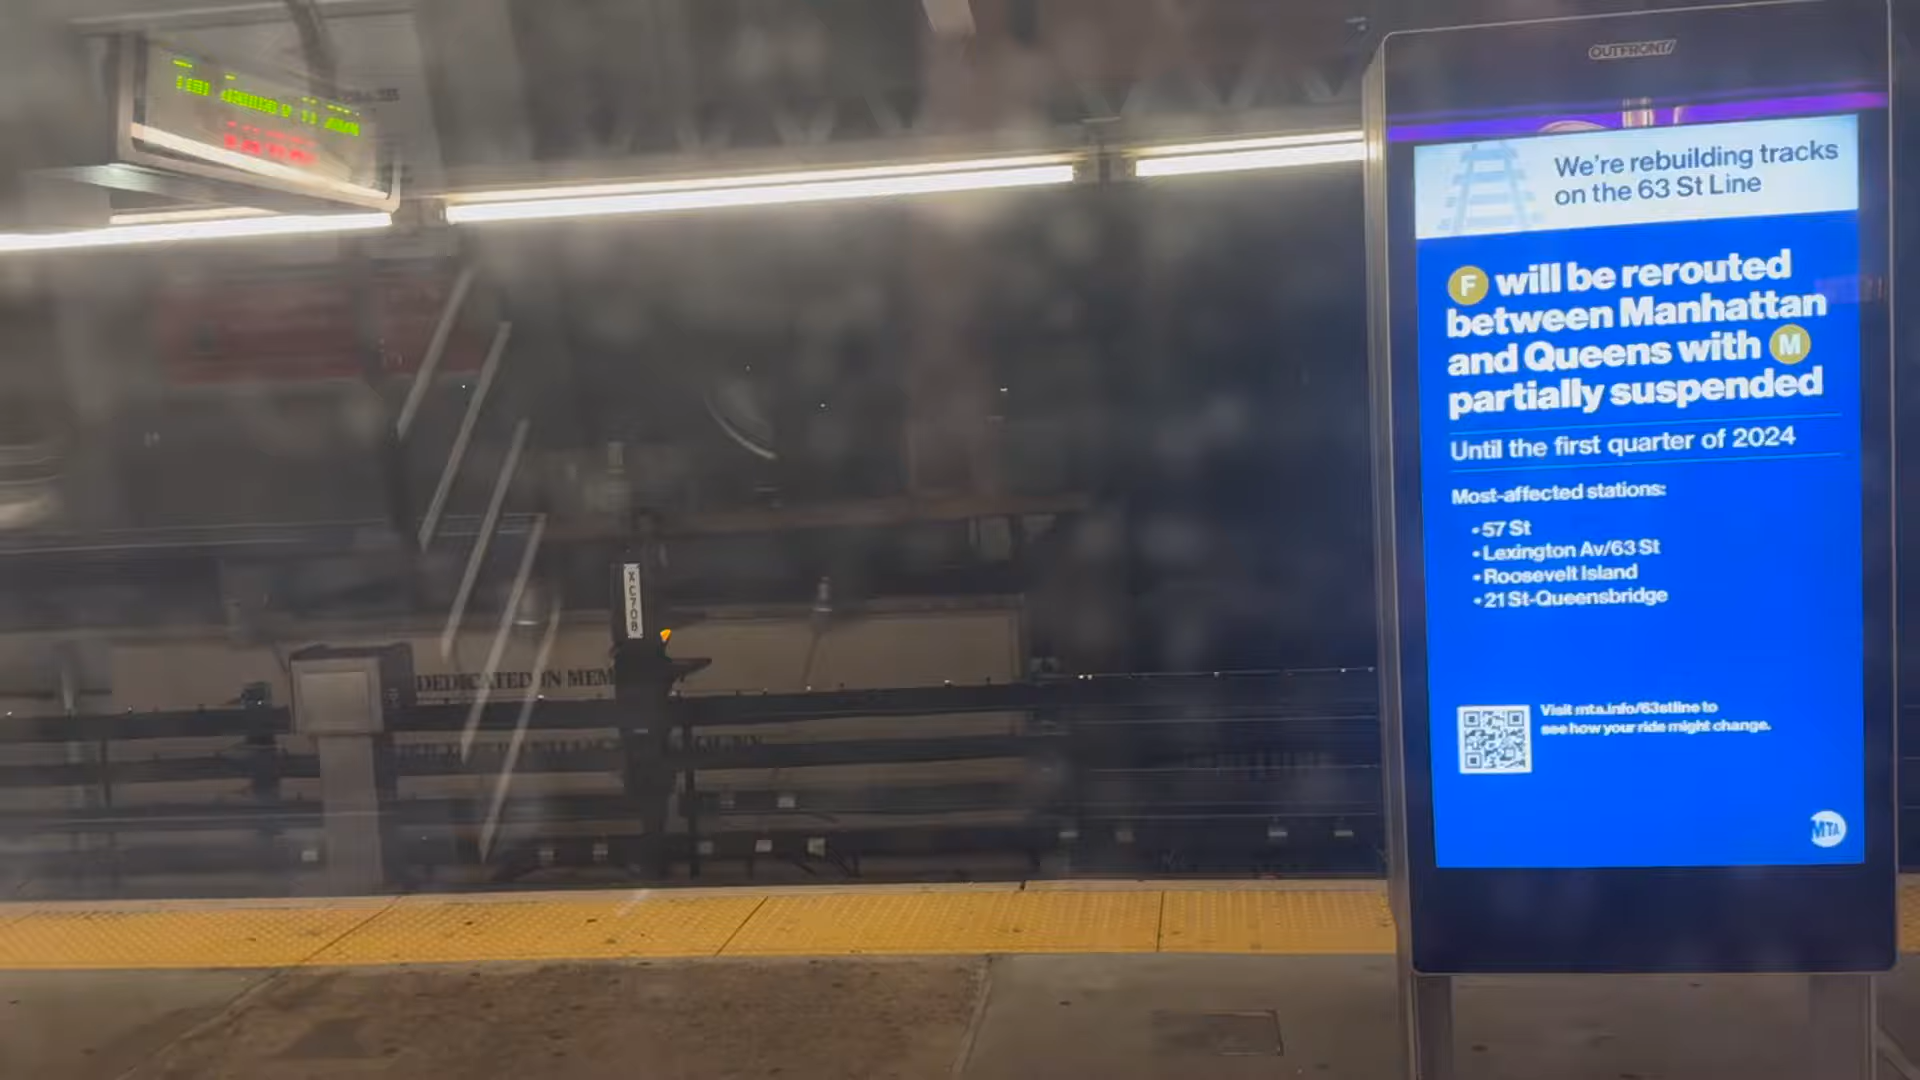 OUTFRONT/
We're rebuilding tracks
on the 63 St Line
F will be rerouted
between Manhattan
and Queens with M
partially suspended
Until the first quarter of 2024
Most-affected stations:
• 57 St
• Lexington Av/63 St
• Roosevelt Island
• 21 St-Queensbridge
Visit mta.info/63stline to
see how your ride might change.
MTA
XC708
DEDICATED IN MEM